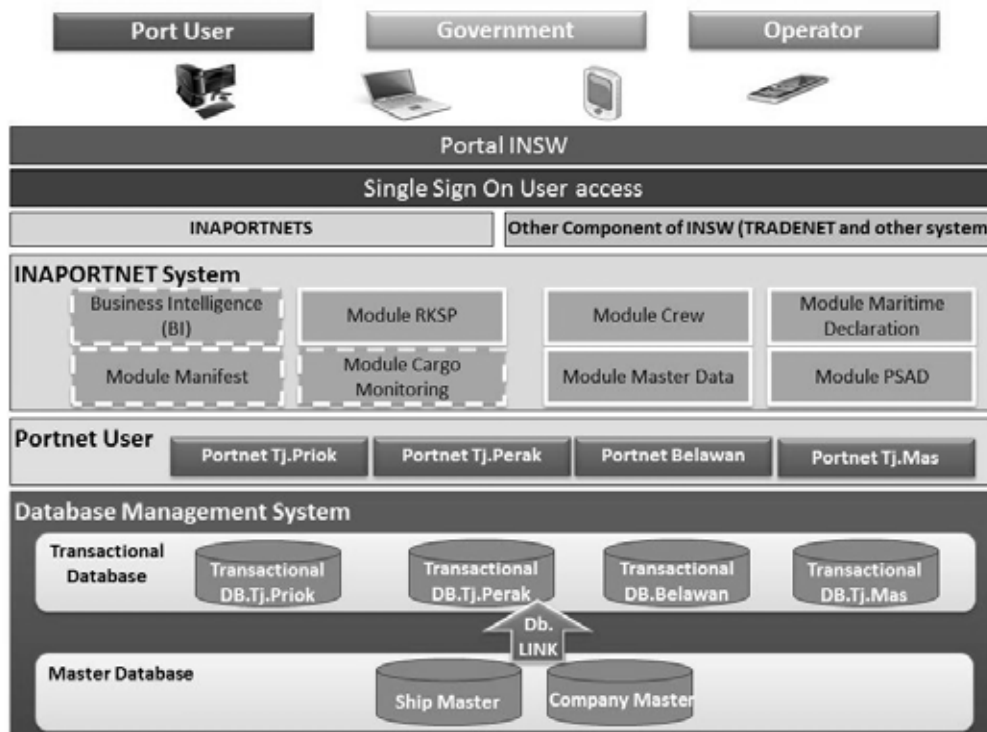 Port User
Government
Operator
Portal INSW
Single Sign On User access
INAPORTNETS
Other Component of INSW (TRADENET and other system
INAPORTNET System
Business Intelligence
(BI)
Module RKSP
Module Crew
Module Maritime
Declaration
Module Manifest
Module Cargo
Monitoring
Module Master Data
Module PSAD
Portnet User
Portnet Tj.Priok
Portnet Tj.Perak
Portnet Belawan
Portnet Tj.Mas
Database Management System
Transactional
Database
Transactional
DB.Tj.Priok
Transactional
DB.Tj.Perak
Transactional
DB.Belawan
Transactional
DB.Tj.Mas
Db.
LINK
Master Database
Ship Master
Company Master